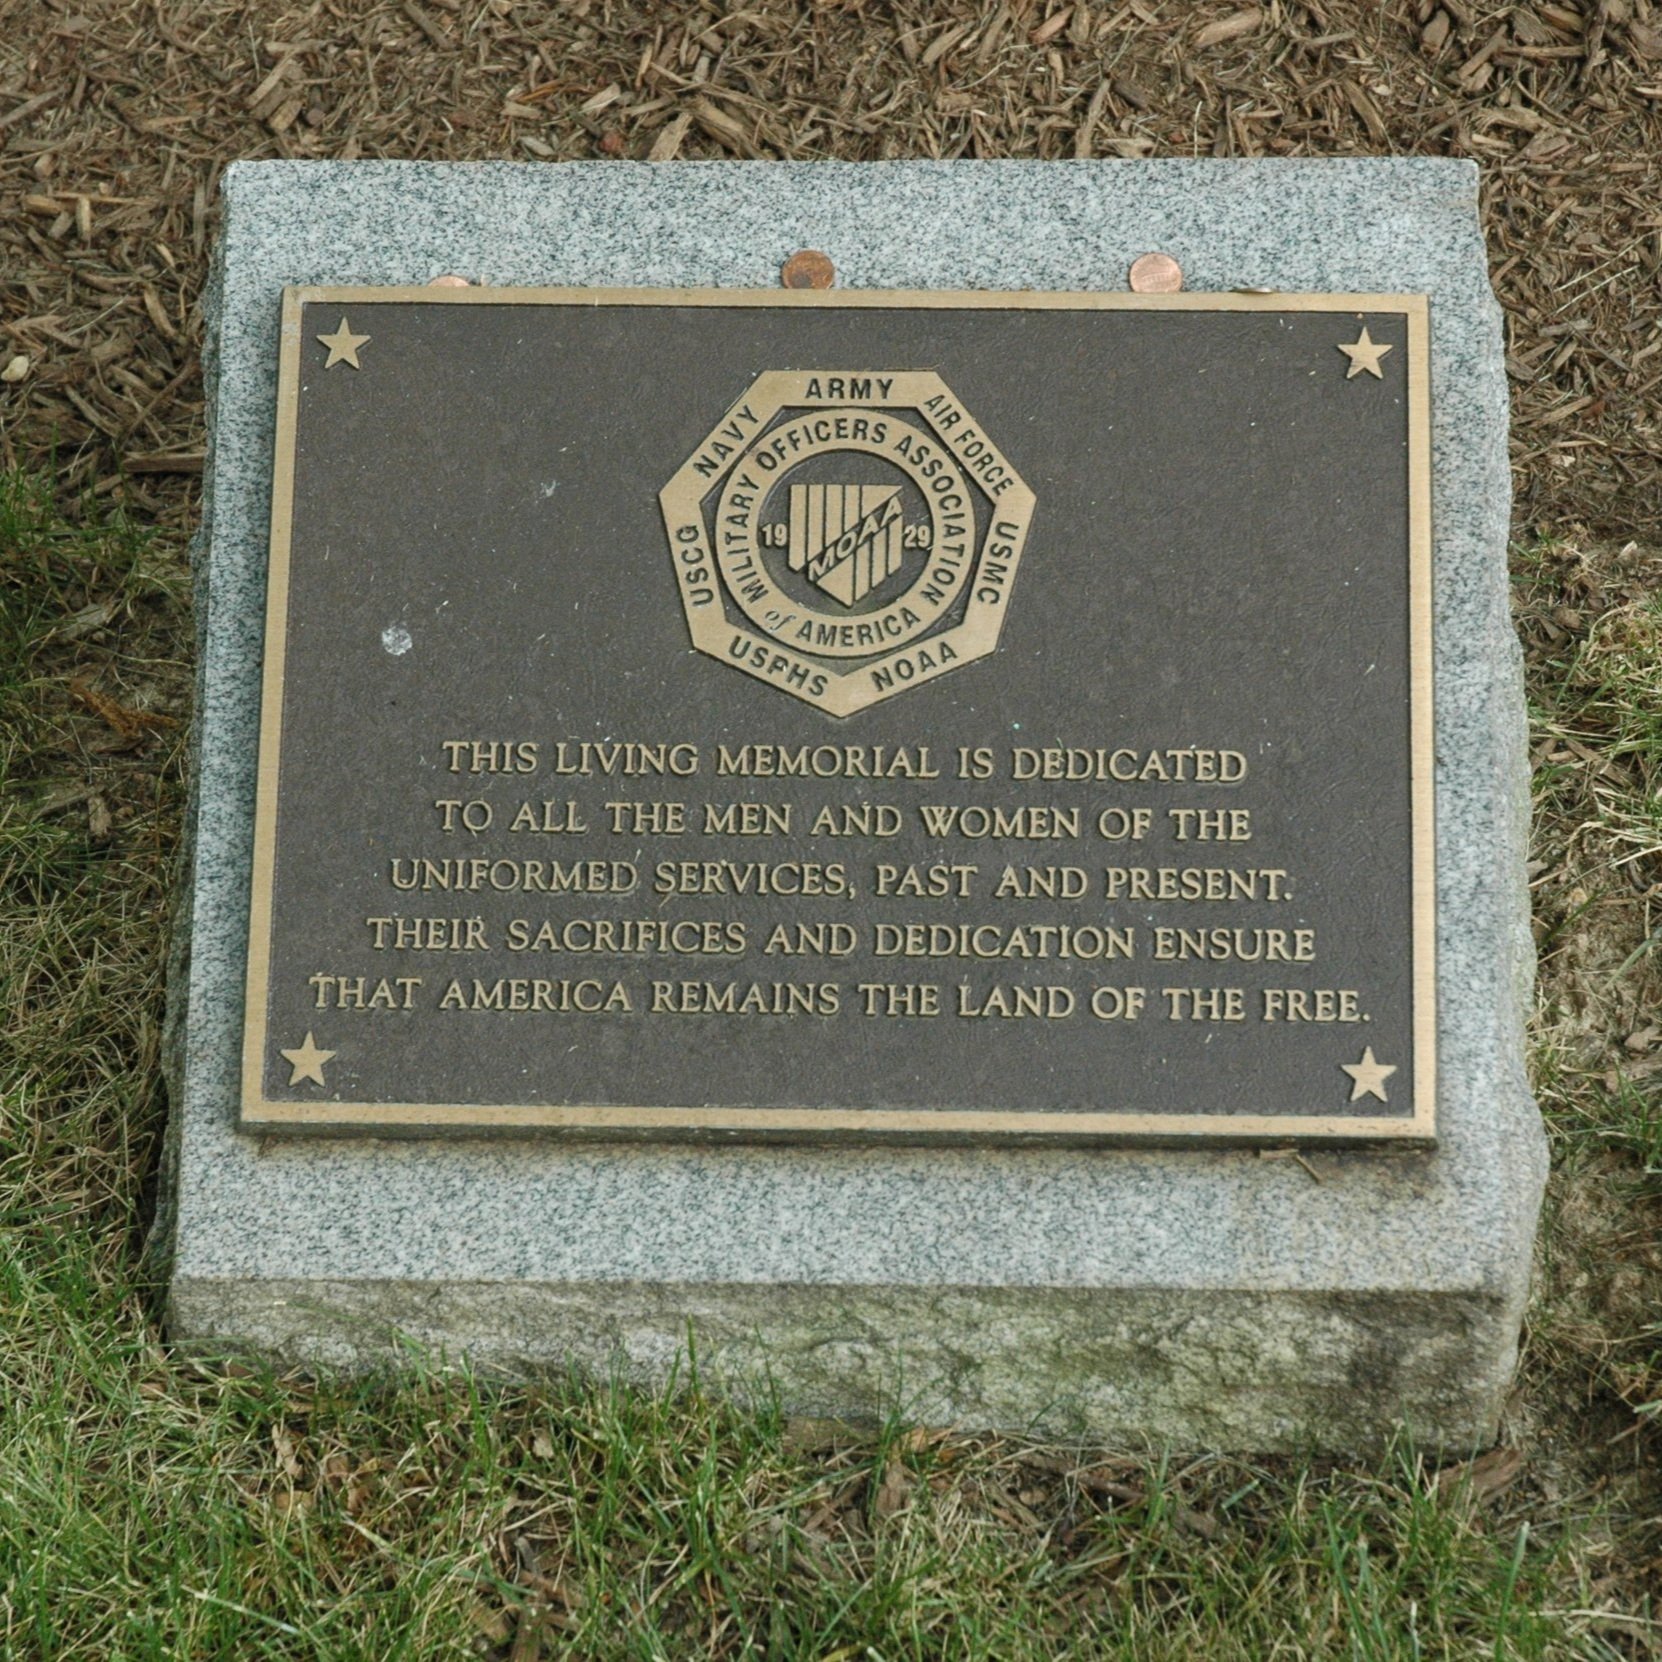 ARMY
NAVY
AIR FORCE
USCG
USMC
USPHS
NOAA
MILITARY OFFICERS ASSOCIATION
of AMERICA
19 29
MOAA
THIS LIVING MEMORIAL IS DEDICATED
TO ALL THE MEN AND WOMEN OF THE
UNIFORMED SERVICES, PAST AND PRESENT.
THEIR SACRIFICES AND DEDICATION ENSURE
THAT AMERICA REMAINS THE LAND OF THE FREE.